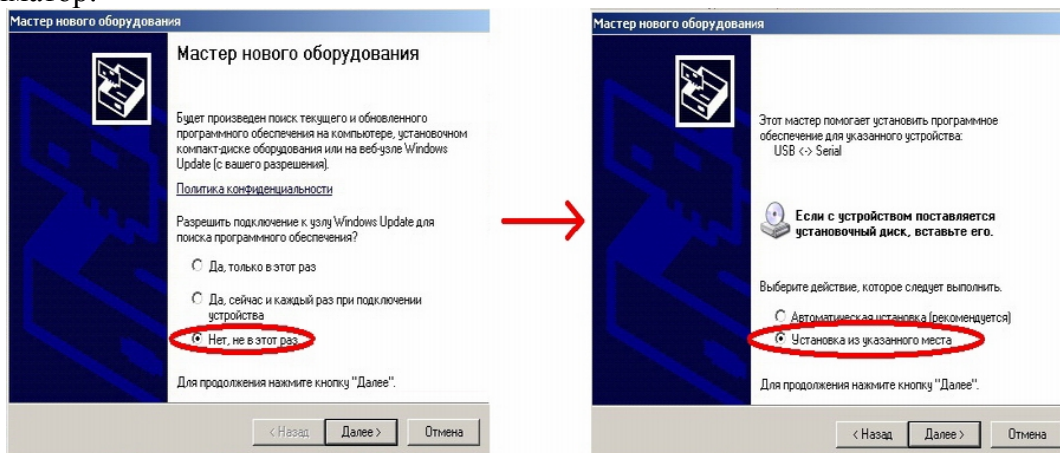 Мастер нового оборудования
Мастер нового оборудования
Будет произведен поиск текущего и обновленного
программного обеспечения на компьютере, установочном
компакт-диске оборудования или на веб-узле Windows
Update (с вашего разрешения).
Политика конфиденциальности
Разрешить подключение к узлу Windows Update для
поиска программного обеспечения?
Да, только в этот раз
Да, сейчас и каждый раз при подключении
устройства
Нет, не в этот раз
Для продолжения нажмите кнопку "Далее".
< Назад
Далее >
Отмена
Мастер нового оборудования
Этот мастер помогает установить программное
обеспечение для указанного устройства:
USB <-> Serial
Если с устройством поставляется
установочный диск, вставьте его.
Выберите действие, которое следует выполнить.
Автоматическая установка (рекомендуется)
Установка из указанного места
Для продолжения нажмите кнопку "Далее".
< Назад
Далее >
Отмена